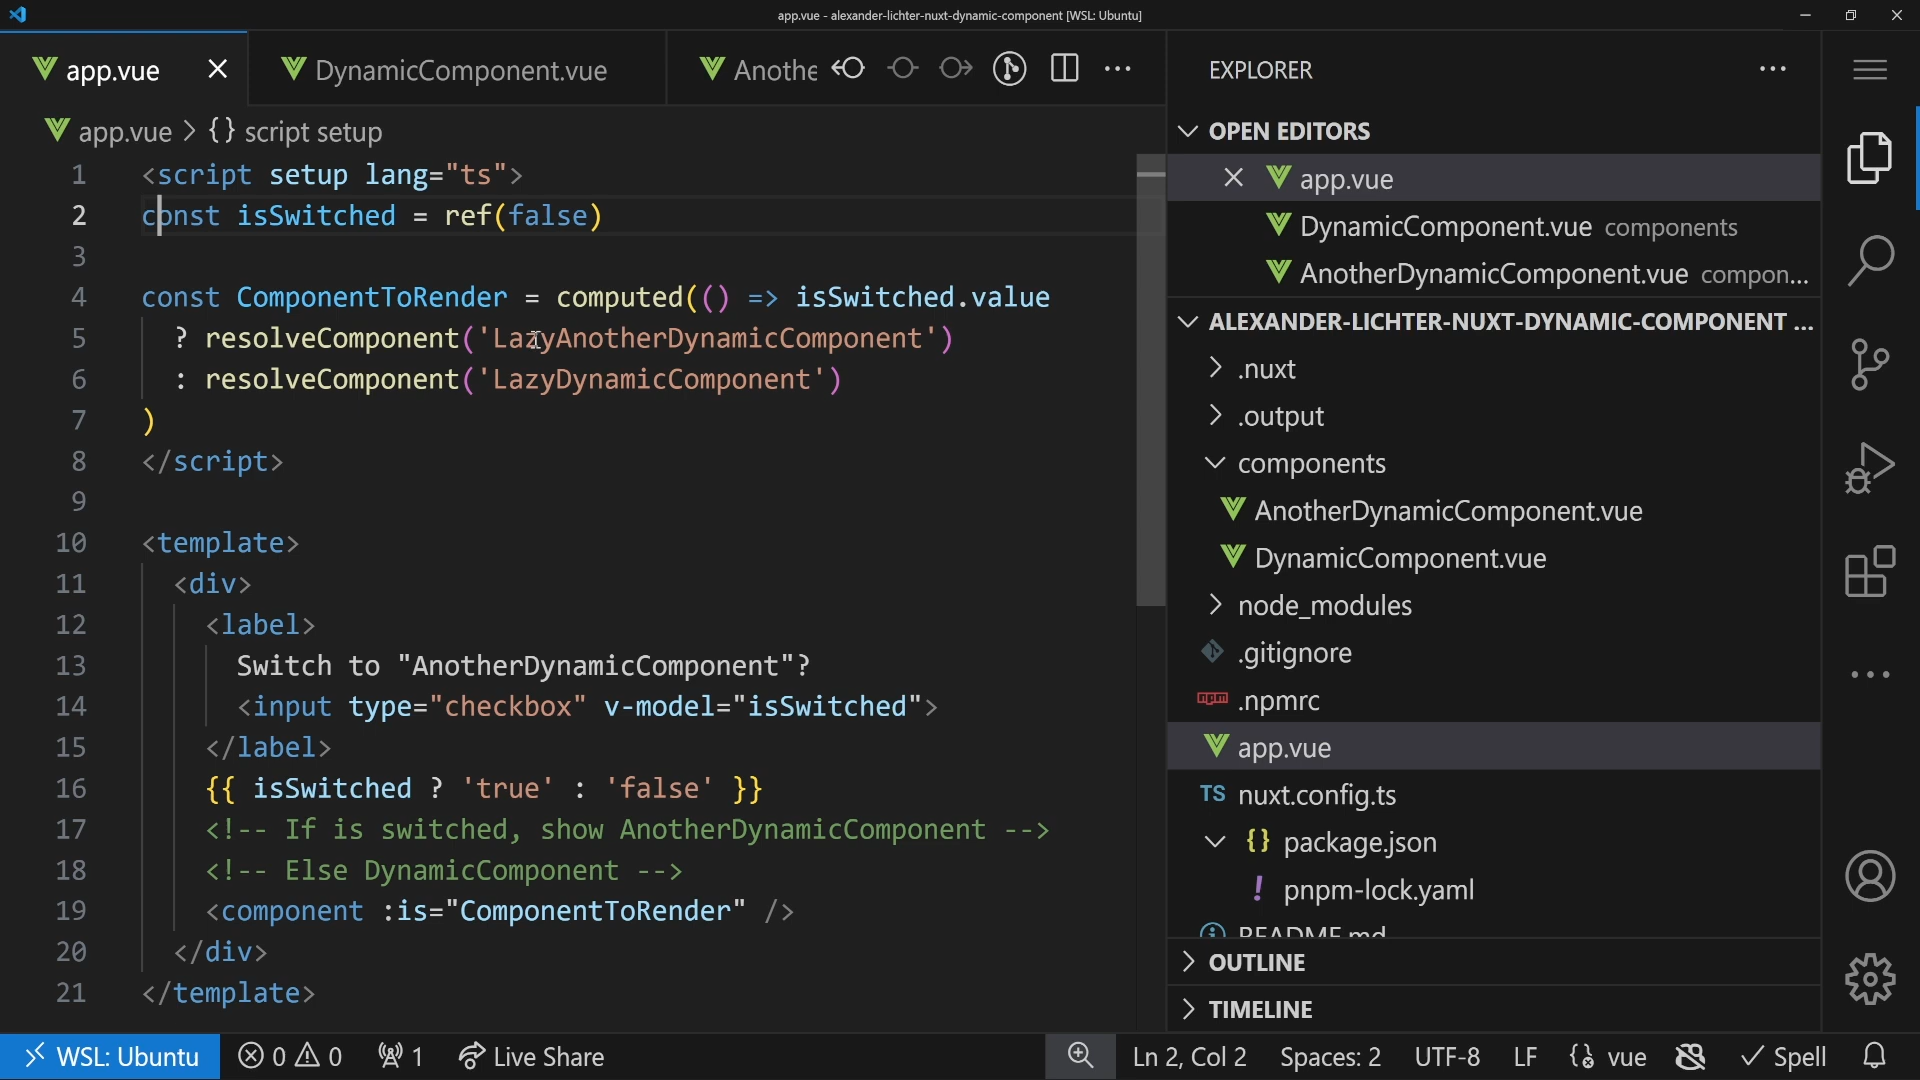 app.vue - alexander-lichter-nuxt-dynamic-component [WSL: Ubuntu]
app.vue
DynamicComponent.vue
Anothe
app.vue > {} script setup
1 <script setup lang="ts">
2 const isSwitched = ref(false)
3
4 const ComponentToRender = computed(() => isSwitched.value
5 ? resolveComponent('LazyAnotherDynamicComponent')
6 : resolveComponent('LazyDynamicComponent')
7 )
8 </script>
9
10 <template>
11 <div>
12 <label>
13 Switch to "AnotherDynamicComponent"?
14 <input type="checkbox" v-model="isSwitched">
15 </label>
16 {{ isSwitched ? 'true' : 'false' }}
17 <!-- If is switched, show AnotherDynamicComponent -->
18 <!-- Else DynamicComponent -->
19 <component :is="ComponentToRender" />
20 </div>
21 </template>
EXPLORER
OPEN EDITORS
app.vue
DynamicComponent.vue components
AnotherDynamicComponent.vue compon...
ALEXANDER-LICHTER-NUXT-DYNAMIC-COMPONENT ...
.nuxt
.output
components
AnotherDynamicComponent.vue
DynamicComponent.vue
node_modules
.gitignore
.npmrc
app.vue
TS nuxt.config.ts
{} package.json
! pnpm-lock.yaml
README.md
OUTLINE
TIMELINE
WSL: Ubuntu
0 0
1
Live Share
Ln 2, Col 2
Spaces: 2
UTF-8
LF
vue
Spell